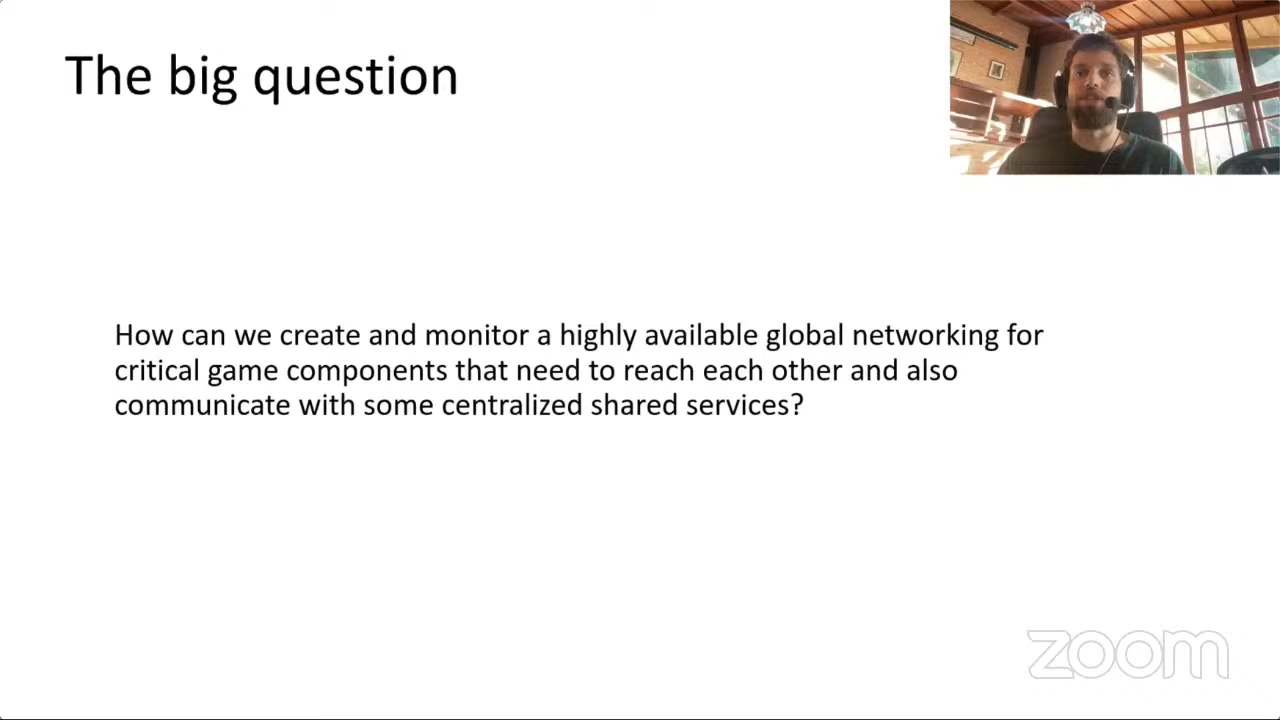 The big question
How can we create and monitor a highly available global networking for
critical game components that need to reach each other and also
communicate with some centralized shared services?
zoom